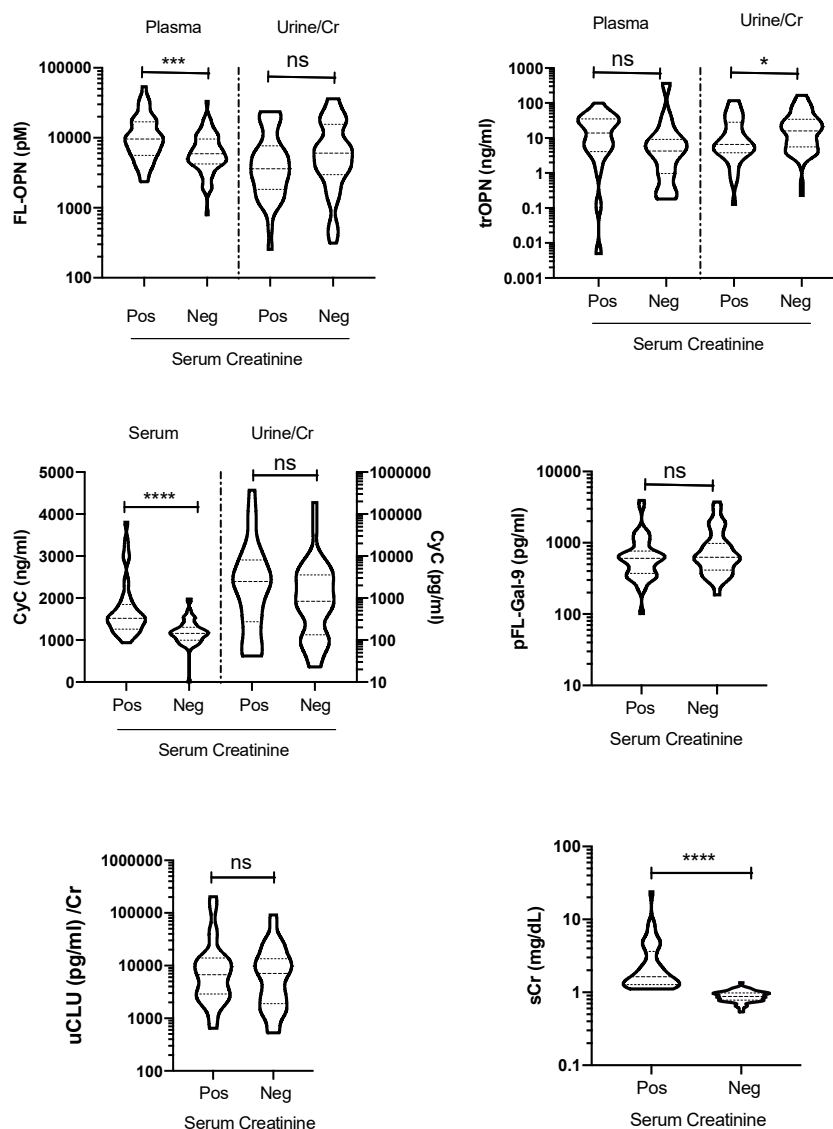 Plasma
Urine/Cr
***
ns
FL-OPN (pM)
100000
10000
1000
100
Pos
Neg
Pos
Neg
Serum Creatinine
Plasma
Urine/Cr
ns
*
trOPN (ng/ml)
1000
100
10
1
0.1
0.01
0.001
Pos
Neg
Pos
Neg
Serum Creatinine
Serum
Urine/Cr
****
ns
CyC (ng/ml)
5000
4000
3000
2000
1000
0
1000000
100000
10000
1000
100
10
CyC (pg/ml)
Pos
Neg
Pos
Neg
Serum Creatinine
ns
pFL-Gal-9 (pg/ml)
10000
1000
100
10
Pos
Neg
Serum Creatinine
ns
uCLU (pg/ml) /Cr
1000000
100000
10000
1000
100
Pos
Neg
Serum Creatinine
****
sCr (mg/dL)
100
10
1
0.1
Pos
Neg
Serum Creatinine